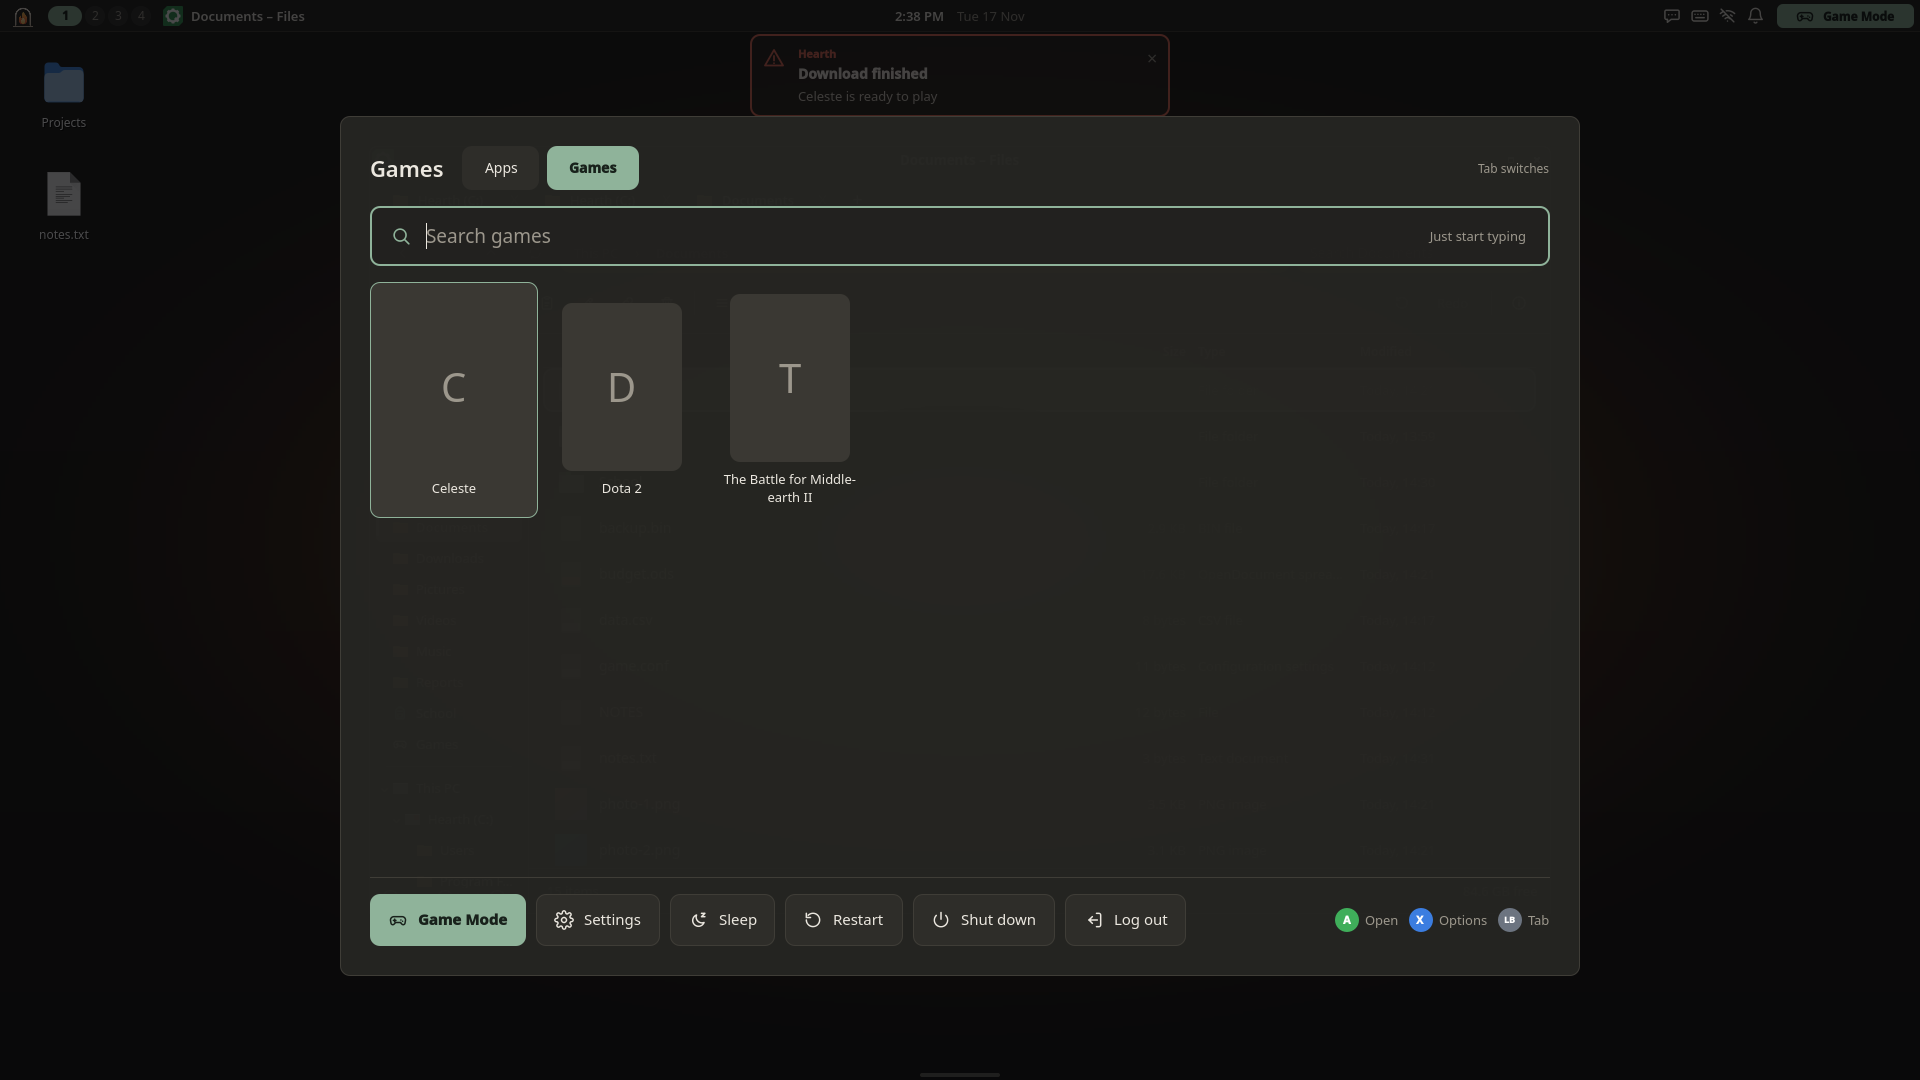 1 2 3 4 Documents – Files 2:38 PM Tue 17 Nov Game Mode
Hearth
Download finished
Celeste is ready to play
Projects
notes.txt
Games Apps Games Tab switches
Search games Just start typing
C D T
Celeste Dota 2 The Battle for Middle-
earth II
Game Mode Settings Sleep Restart Shut down Log out A Open X Options LB Tab